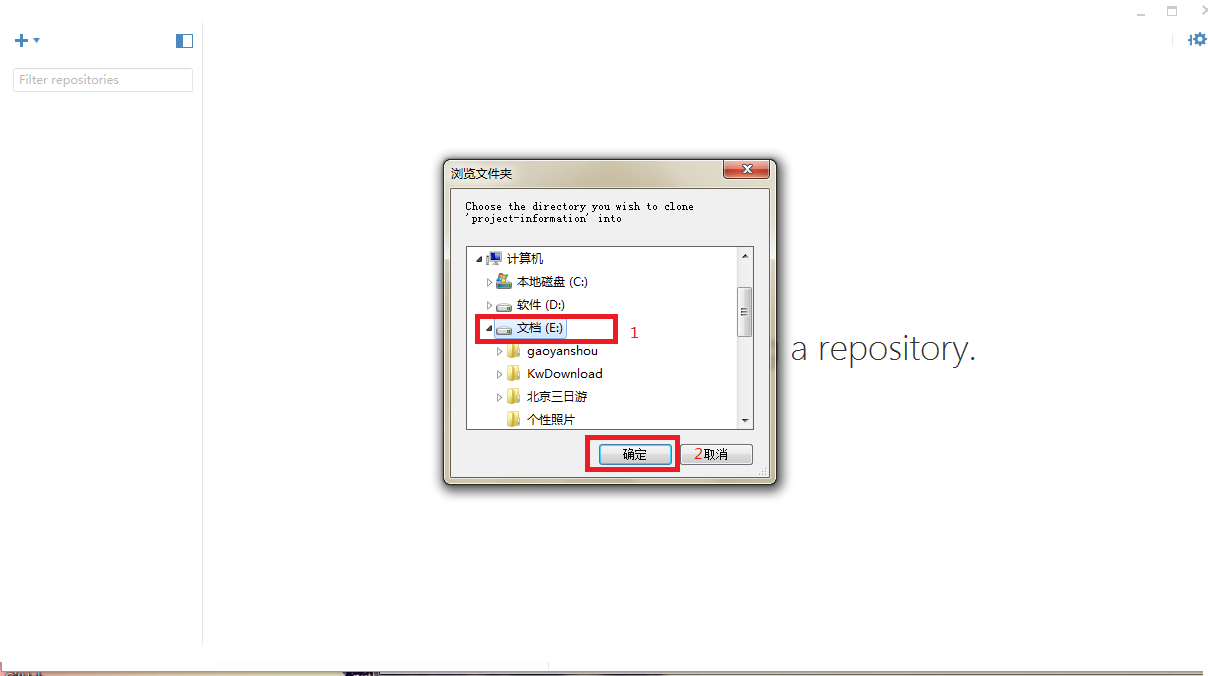 Filter repositories
浏览文件夹
Choose the directory you wish to clone
'project-information' into
计算机
本地磁盘 (C:)
软件 (D:)
文档 (E:)
1
gaoyanshou
KwDownload
北京三日游
个性照片
a repository.
确定
2取消